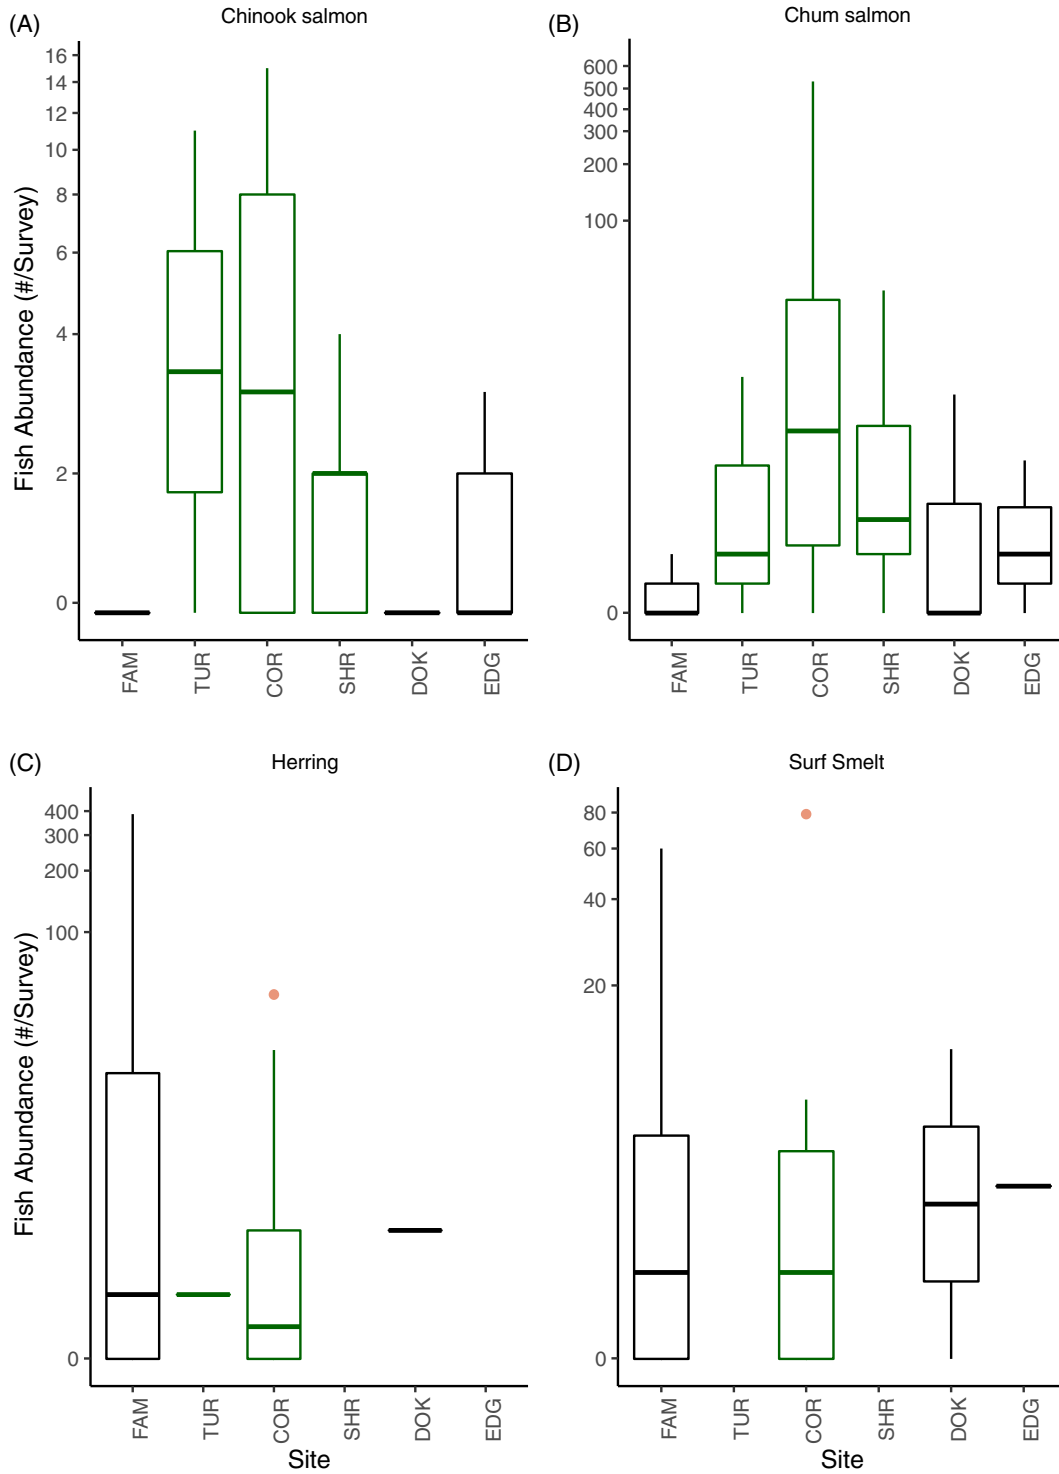 (A) Chinook salmon
Fish Abundance (#/Survey)
16
14
12
10
8
6
4
2
0
FAM TUR COR SHR DOK EDG
(B) Chum salmon
600
500
400
300
200
100
0
FAM TUR COR SHR DOK EDG
(C) Herring
Fish Abundance (#/Survey)
400
300
200
100
0
FAM TUR COR SHR DOK EDG
Site
(D) Surf Smelt
80
60
40
20
0
FAM TUR COR SHR DOK EDG
Site